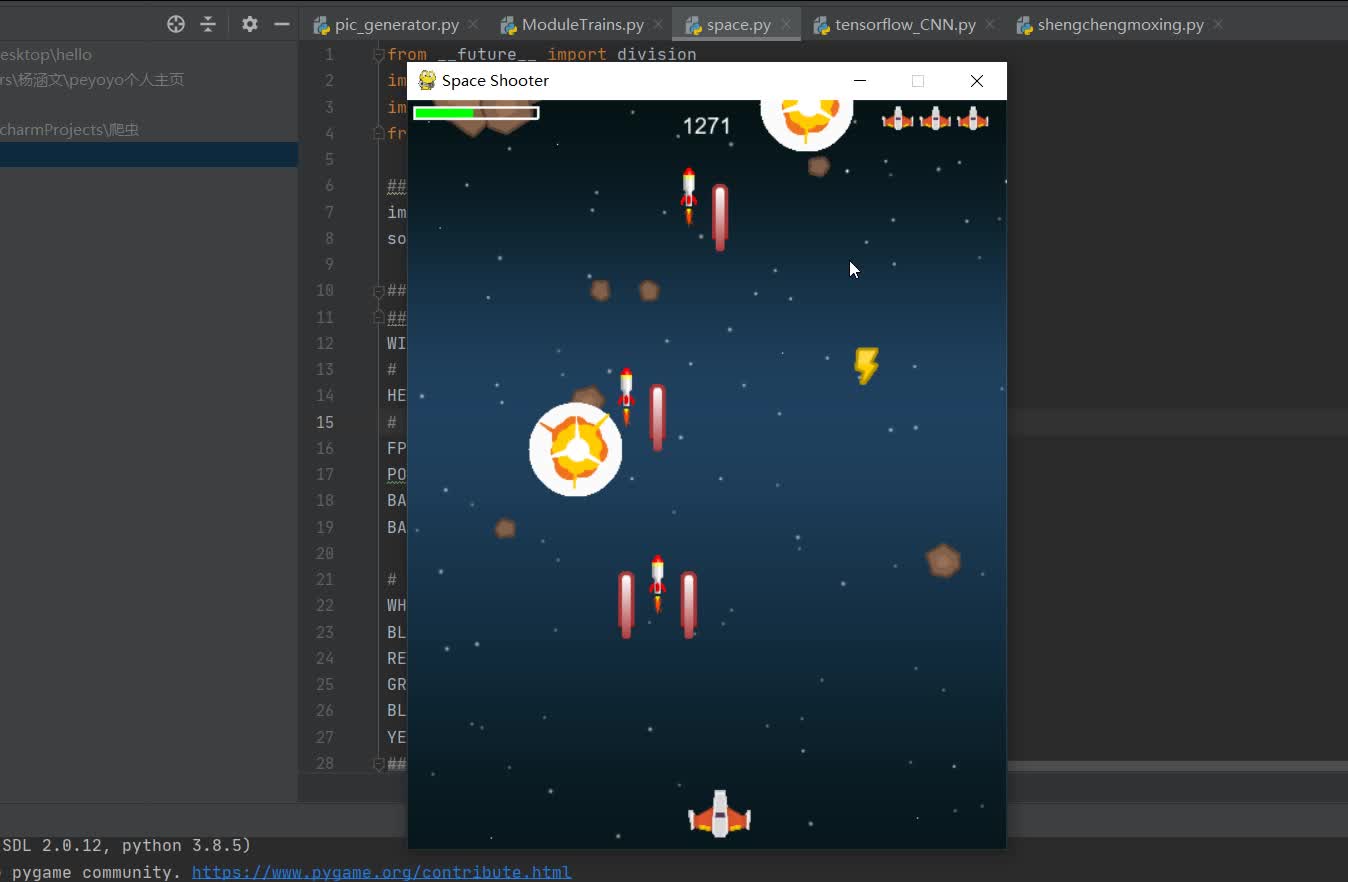 pic_generator.py ModuleTrains.py space.py tensorflow_CNN.py shengchengmoxing.py
esktop\hello
rs\杨涵文\peyoyo个人主页
charmProjects\爬虫
1 from __future__ import division
2 im
3 im
4 fr
5
6 ##
7 im
8 so
9
10 ##
11 ##
12 WI
13 #
14 HE
15 #
16 FP
17 PO
18 BA
19 BA
20
21 #
22 WH
23 BL
24 RE
25 GR
26 BL
27 YE
28 ##
Space Shooter
1271
SDL 2.0.12, python 3.8.5)
pygame community. https://www.pygame.org/contribute.html